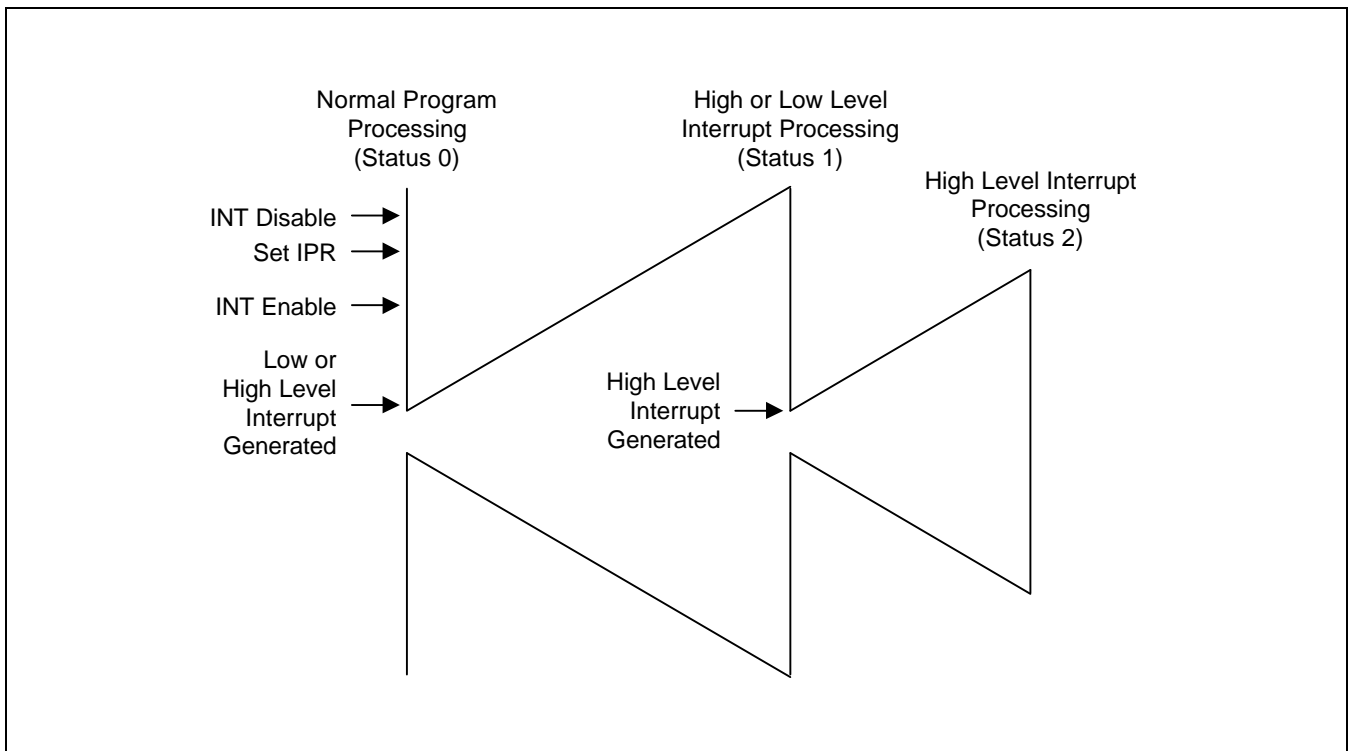 Normal Program
Processing
(Status 0)
High or Low Level
Interrupt Processing
(Status 1)
High Level Interrupt
Processing
(Status 2)
INT Disable
Set IPR
INT Enable
Low or
High Level
Interrupt
Generated
High Level
Interrupt
Generated